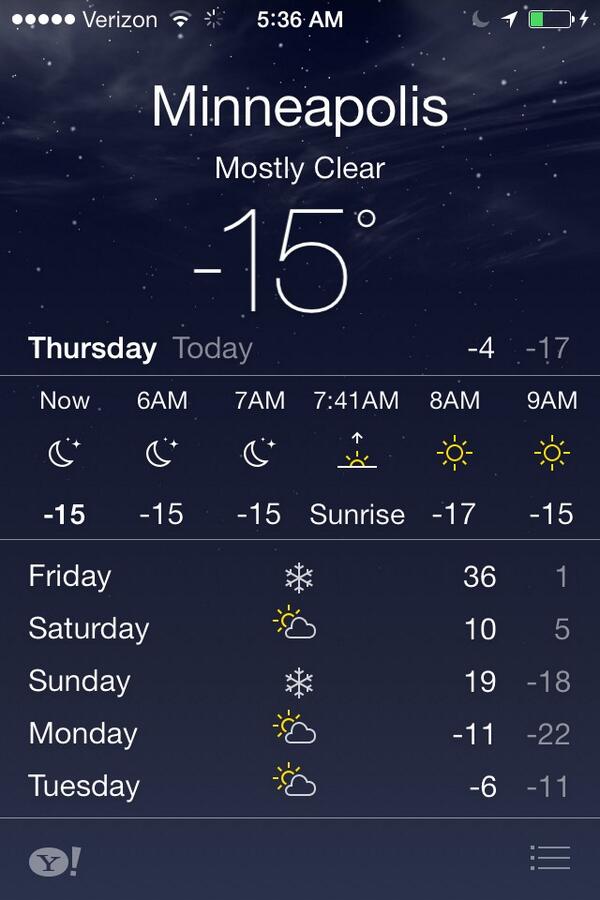 Verizon 5:36 AM
Minneapolis
Mostly Clear
-15°
Thursday Today -4 -17
Now 6AM 7AM 7:41AM 8AM 9AM
-15 -15 -15 Sunrise -17 -15
Friday 36 1
Saturday 10 5
Sunday 19 -18
Monday -11 -22
Tuesday -6 -11
Y!